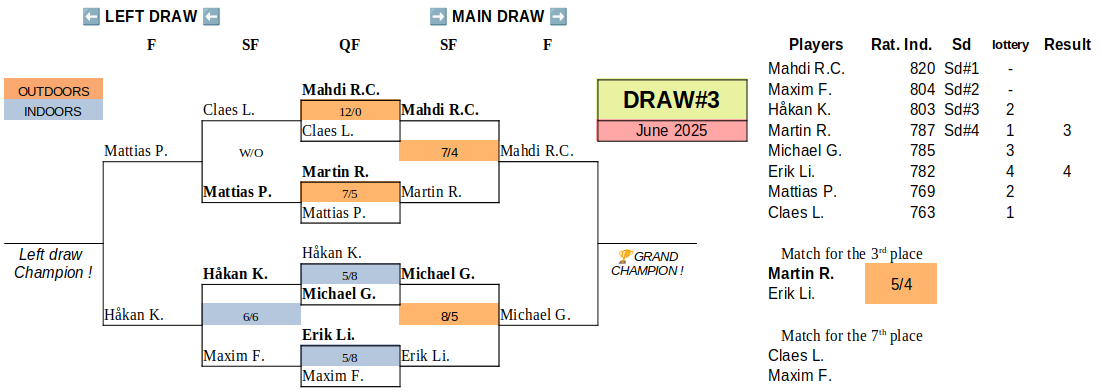 ⬅ LEFT DRAW ⬅ ➡ MAIN DRAW ➡
F SF QF SF F
Players Rat. Ind. Sd lottery Result
OUTDOORS
INDOORS
Mahdi R.C.
Claes L. 12/0 Mahdi R.C.
Claes L.
Mattias P. W/O 7/4 Mahdi R.C.
Martin R.
Mattias P. 7/5 Martin R.
Mattias P.
DRAW#3
June 2025
Mahdi R.C. 820 Sd#1 -
Maxim F. 804 Sd#2 -
Håkan K. 803 Sd#3 2
Martin R. 787 Sd#4 1 3
Michael G. 785 3
Erik Li. 782 4 4
Mattias P. 769 2
Claes L. 763 1
Left draw
Champion !
🏆GRAND
CHAMPION !
Håkan K.
Håkan K. 5/8 Michael G.
Michael G.
Håkan K. 6/6 8/5 Michael G.
Erik Li.
Maxim F. 5/8 Erik Li.
Maxim F.
Match for the 3rd place
Martin R. 5/4
Erik Li.
Match for the 7th place
Claes L.
Maxim F.